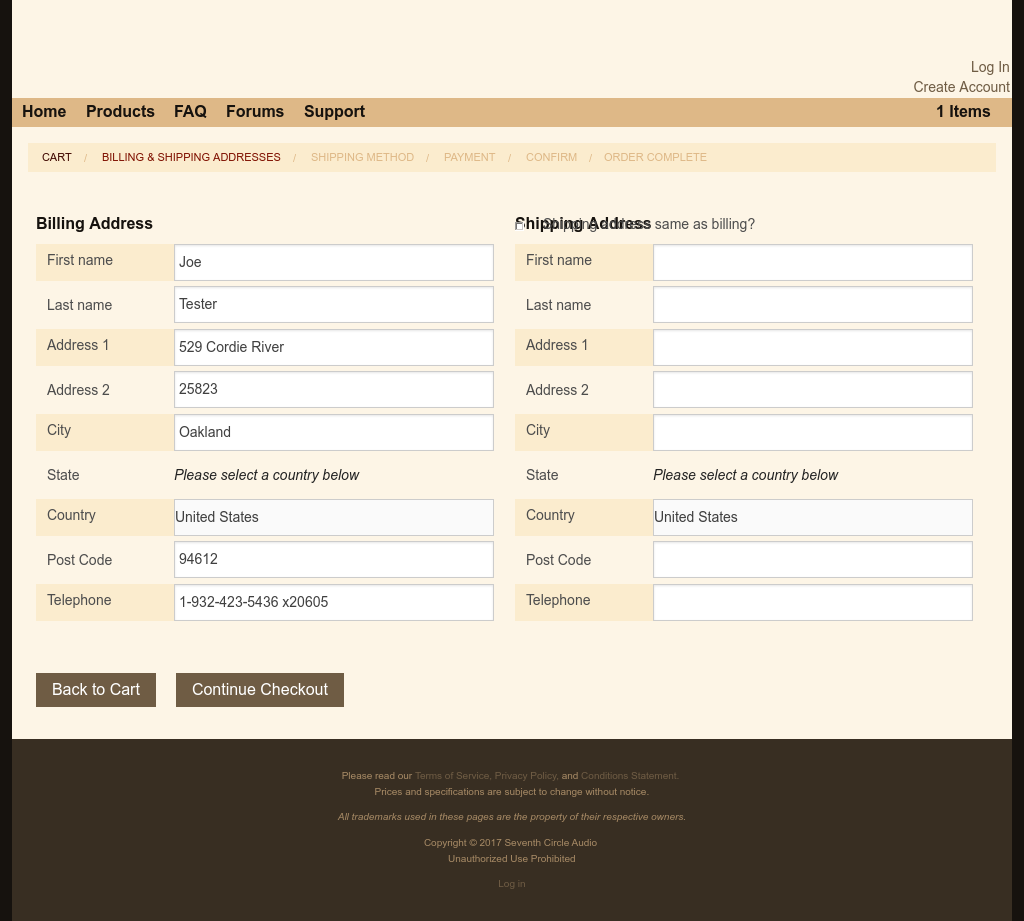 Log In
Create Account
Home Products FAQ Forums Support 1 Items
CART / BILLING & SHIPPING ADDRESSES / SHIPPING METHOD / PAYMENT / CONFIRM / ORDER COMPLETE
Billing Address
First name Joe
Last name Tester
Address 1 529 Cordie River
Address 2 25823
City Oakland
State Please select a country below
Country United States
Post Code 94612
Telephone 1-932-423-5436 x20605
Shipping Address
Shipping address same as billing?
First name
Last name
Address 1
Address 2
City
State Please select a country below
Country United States
Post Code
Telephone
Back to Cart Continue Checkout
Please read our Terms of Service, Privacy Policy, and Conditions Statement.
Prices and specifications are subject to change without notice.
All trademarks used in these pages are the property of their respective owners.
Copyright © 2017 Seventh Circle Audio
Unauthorized Use Prohibited
Log in